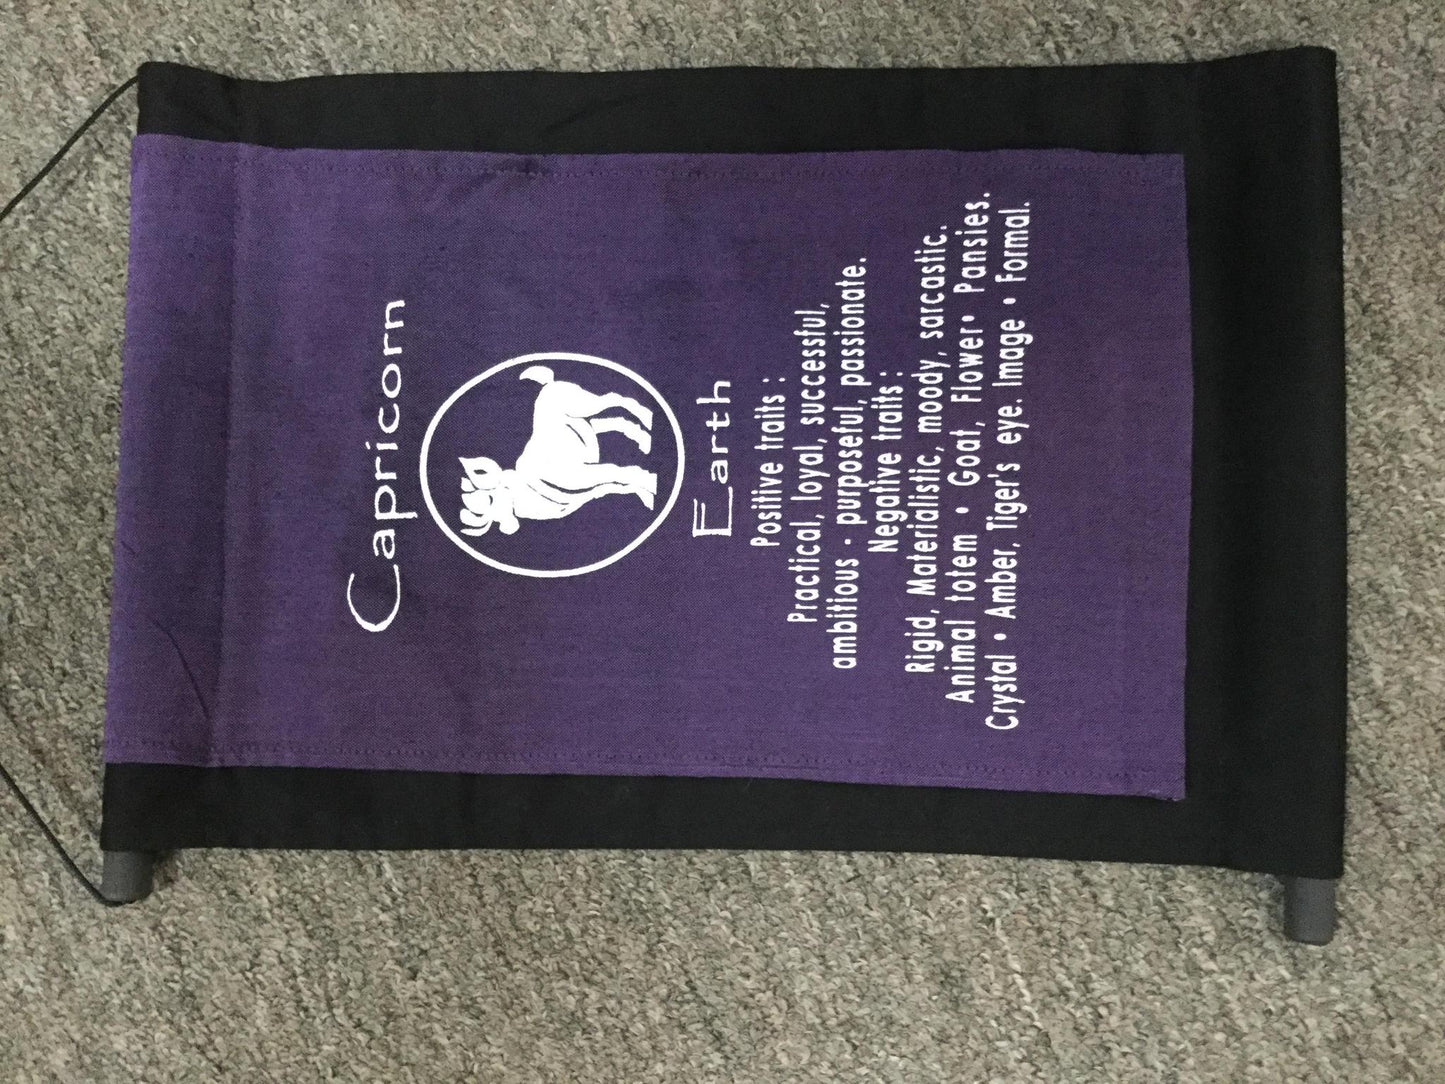 Capricorn
Earth
Positive traits :
Practical, loyal, successful,
ambitious · purposeful, passionate.
Negative traits :
Rigid, Materialistic, moody, sarcastic.
Animal totem • Goat, Flower• Pansies.
Crystal • Amber, Tiger's eye. Image • Formal.